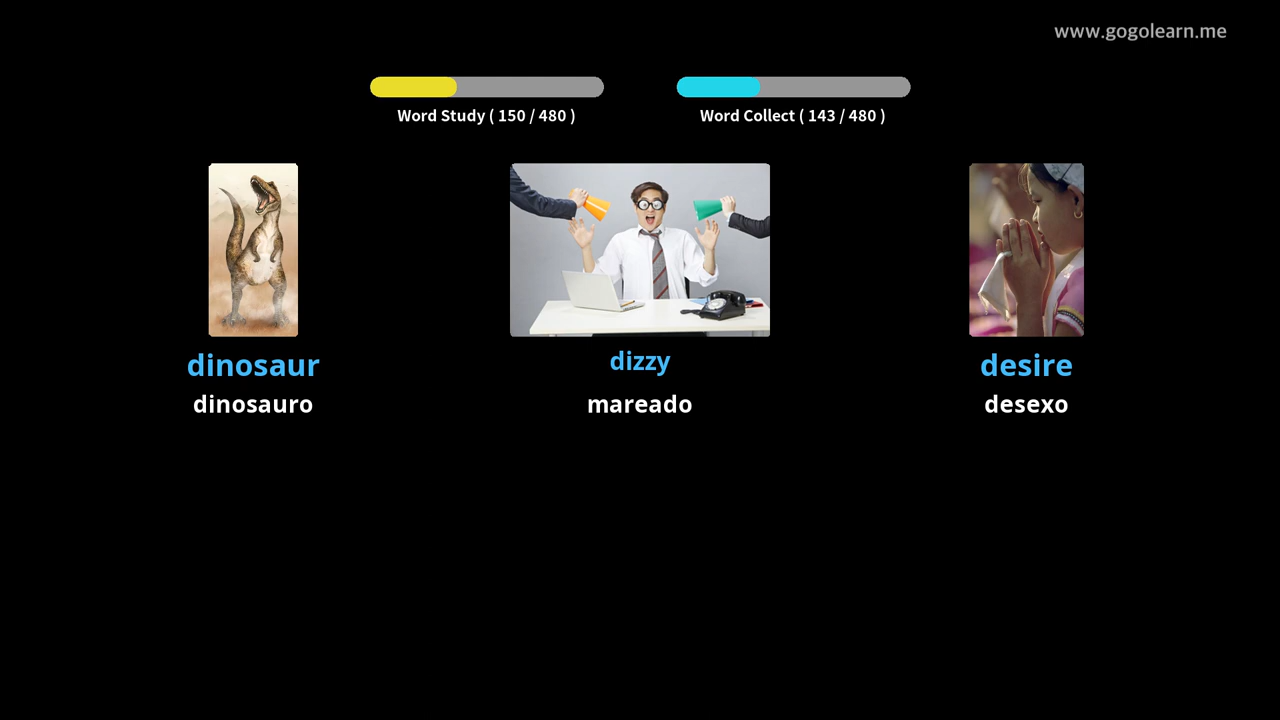 www.gogolearn.me
Word Study ( 150 / 480 )
Word Collect ( 143 / 480 )
dinosaur
dinosauro
dizzy
mareado
desire
desexo